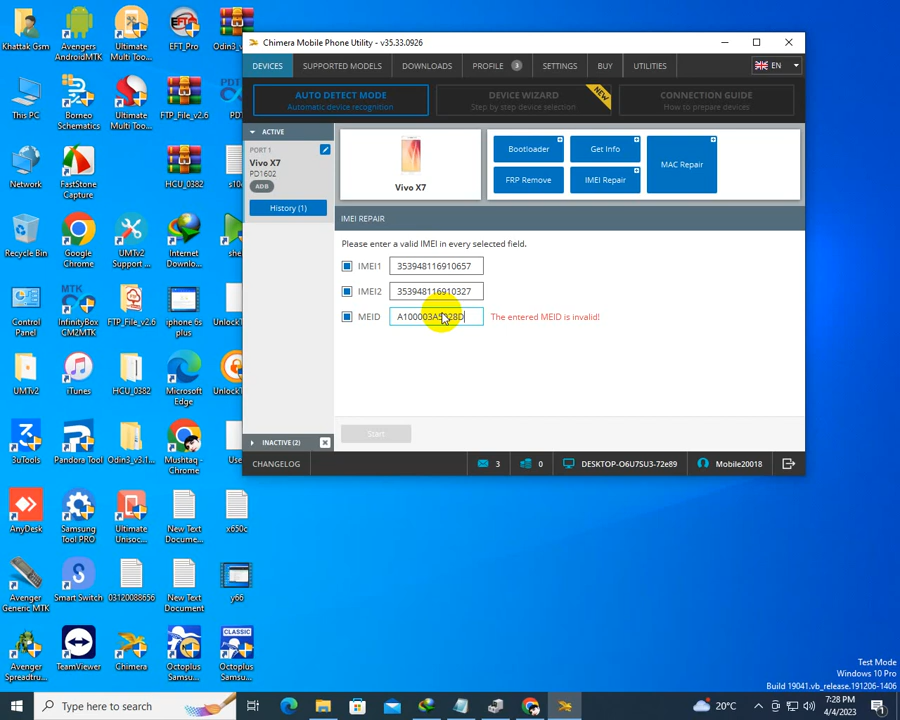 Khattak Gsm
Avengers AndroidMTK
Ultimate Multi Too...
EFT_Pro
Odin3_v3.1...
This PC
Borneo Schematics
Ultimate Multi Too...
FTP_File_v2.6
Network
FastStone Capture
HCU_0382
Recycle Bin
Google Chrome
UMTv2 Support ...
Internet Downlo...
Control Panel
infinityBox CM2MTK
FTP_File_v2.6
iphone 6s plus
UMTv2
iTunes
HCU_0382
Microsoft Edge
3uTools
Pandora Tool
Odin3_v3.1...
Mushtaq - Chrome
AnyDesk
Samsung Tool PRO
Ultimate Unisoc...
New Text Docume...
x650c
Avenger Generic MTK
Smart Switch
03120088656
New Text Document
y66
Avenger Spreadtru...
TeamViewer
Chimera
Octoplus Samsu...
CLASSIC
Octoplus Samsu...
Chimera Mobile Phone Utility - v35.33.0926
DEVICES
SUPPORTED MODELS
DOWNLOADS
PROFILE 3
SETTINGS
BUY
UTILITIES
EN
AUTO DETECT MODE
Automatic device recognition
DEVICE WIZARD
Step by step device selection
NEW
CONNECTION GUIDE
How to prepare devices
ACTIVE
PORT 1
Vivo X7
PD1602
ADB
History (1)
Vivo X7
Bootloader
Get Info
MAC Repair
FRP Remove
IMEI Repair
IMEI REPAIR
Please enter a valid IMEI in every selected field.
IMEI1 353948116910657
IMEI2 353948116910327
MEID
The entered MEID is invalid!
Start
INACTIVE (2)
CHANGELOG
3
0
DESKTOP-O6U7SU3-72e89
Mobile20018
Test Mode
Windows 10 Pro
Build 19041.vb_release.191206-1406
Type here to search
20°C
7:28 PM
4/4/2023
1